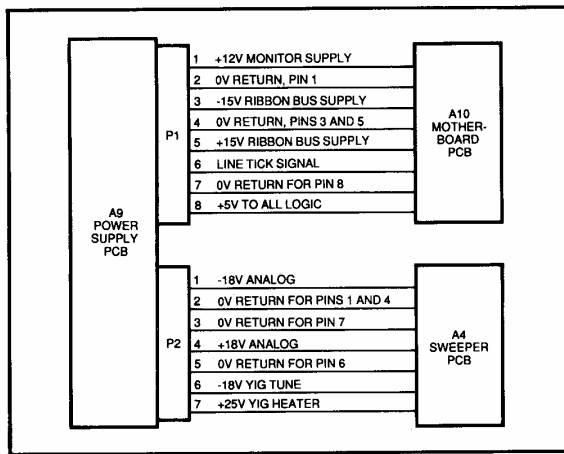 A9
POWER
SUPPLY
PCB
P1
1 +12V MONITOR SUPPLY
2 0V RETURN, PIN 1
3 -15V RIBBON BUS SUPPLY
4 0V RETURN, PINS 3 AND 5
5 +15V RIBBON BUS SUPPLY
6 LINE TICK SIGNAL
7 0V RETURN FOR PIN 8
8 +5V TO ALL LOGIC
A10
MOTHER-
BOARD
PCB
P2
1 -18V ANALOG
2 0V RETURN FOR PINS 1 AND 4
3 0V RETURN FOR PIN 7
4 +18V ANALOG
5 0V RETURN FOR PIN 6
6 -18V YIG TUNE
7 +25V YIG HEATER
A4
SWEEPER
PCB